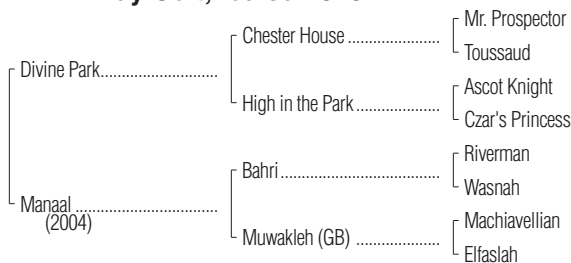 Mr. Prospector
Chester House
Toussaud
Divine Park
Ascot Knight
High in the Park
Czar's Princess
Riverman
Bahri
Wasnah
Manaal
(2004)
Machiavellian
Muwakleh (GB)
Elfaslah